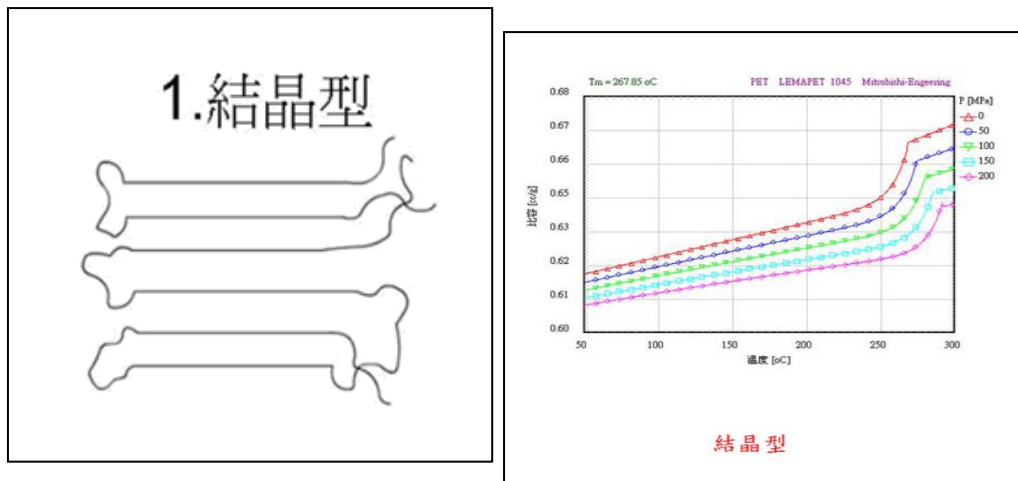 1.結晶型
Tm = 267.85 oC
PET LEMAPET 1045 Mitsubishi-Engeering
P [MPa]
0
50
100
150
200
比容 [cc/g]
0.68
0.67
0.66
0.65
0.63
0.62
0.61
0.60
50 100 150 200 250 300
溫度 [oC]
結晶型